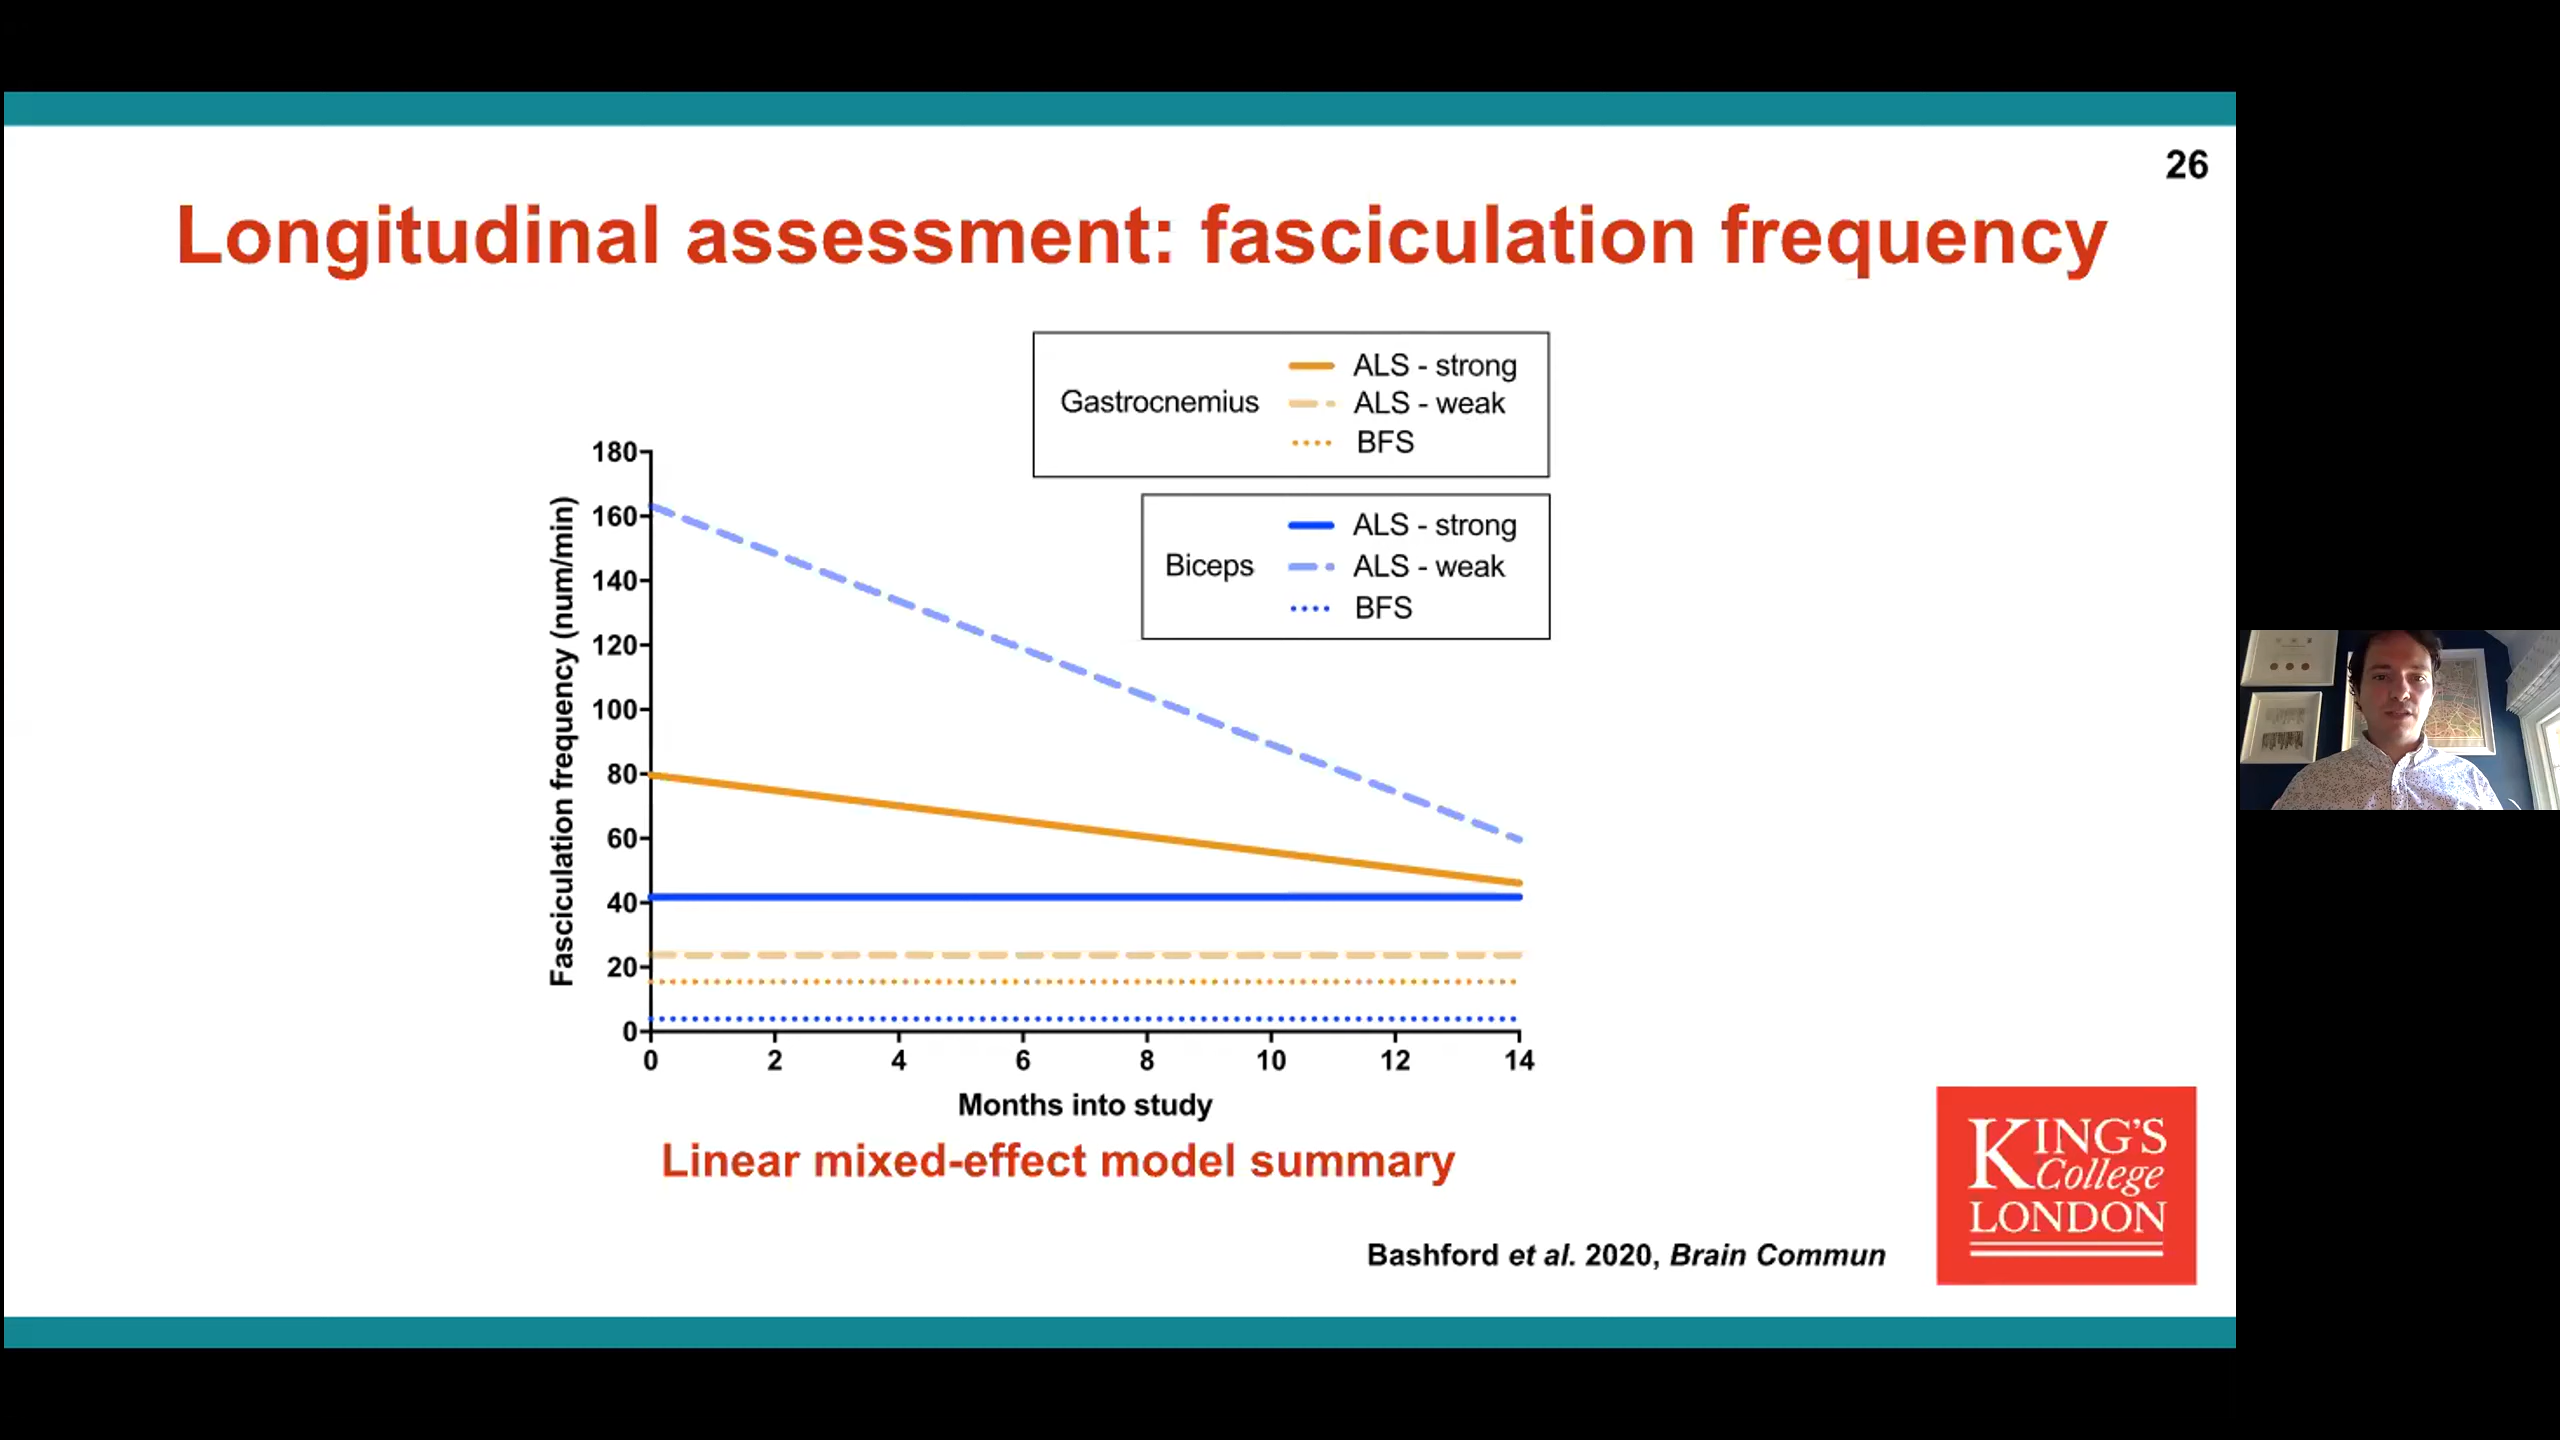 26
Longitudinal assessment: fasciculation frequency
Gastrocnemius
ALS - strong
ALS - weak
BFS
Biceps
ALS - strong
ALS - weak
BFS
Fasciculation frequency (num/min)
180
160
140
120
100
80
60
40
20
0
0 2 4 6 8 10 12 14
Months into study
Linear mixed-effect model summary
Bashford et al. 2020, Brain Commun
KING'S
College
LONDON